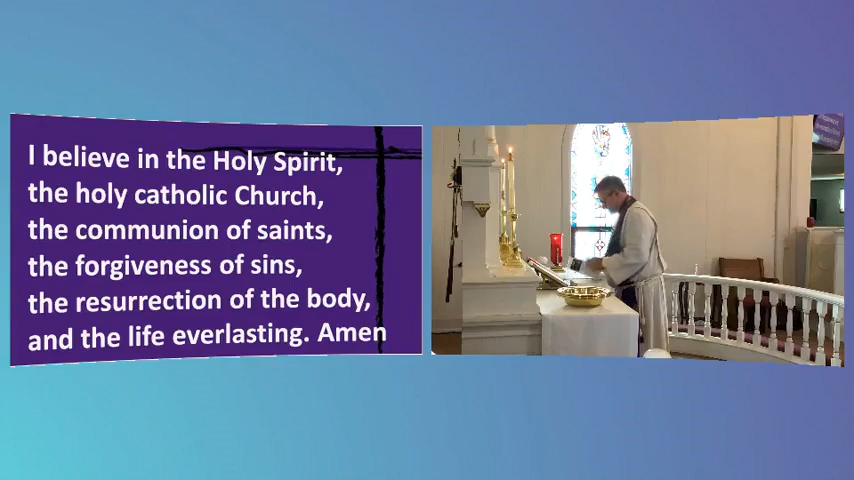 I believe in the Holy Spirit,
the holy catholic Church,
the communion of saints,
the forgiveness of sins,
the resurrection of the body,
and the life everlasting. Amen